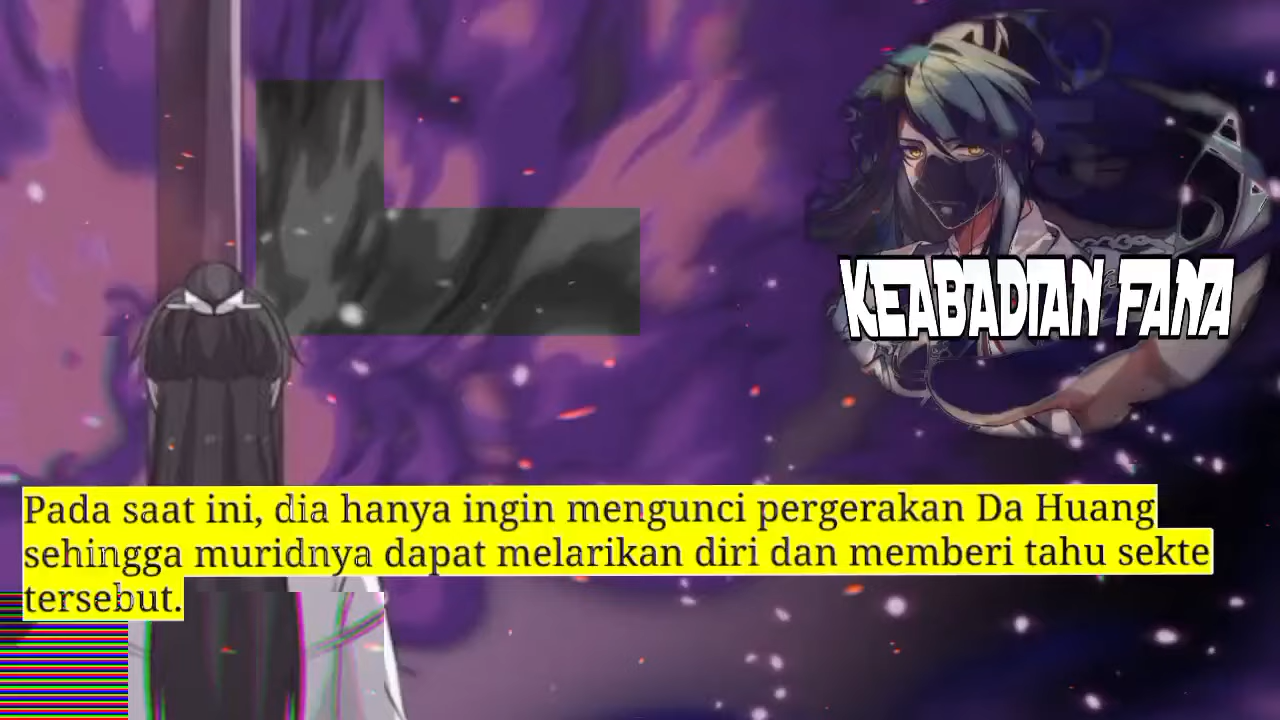 KEABADIAN FANA
Pada saat ini, dia hanya ingin mengunci pergerakan Da Huang
sehingga muridnya dapat melarikan diri dan memberi tahu sekte
tersebut.